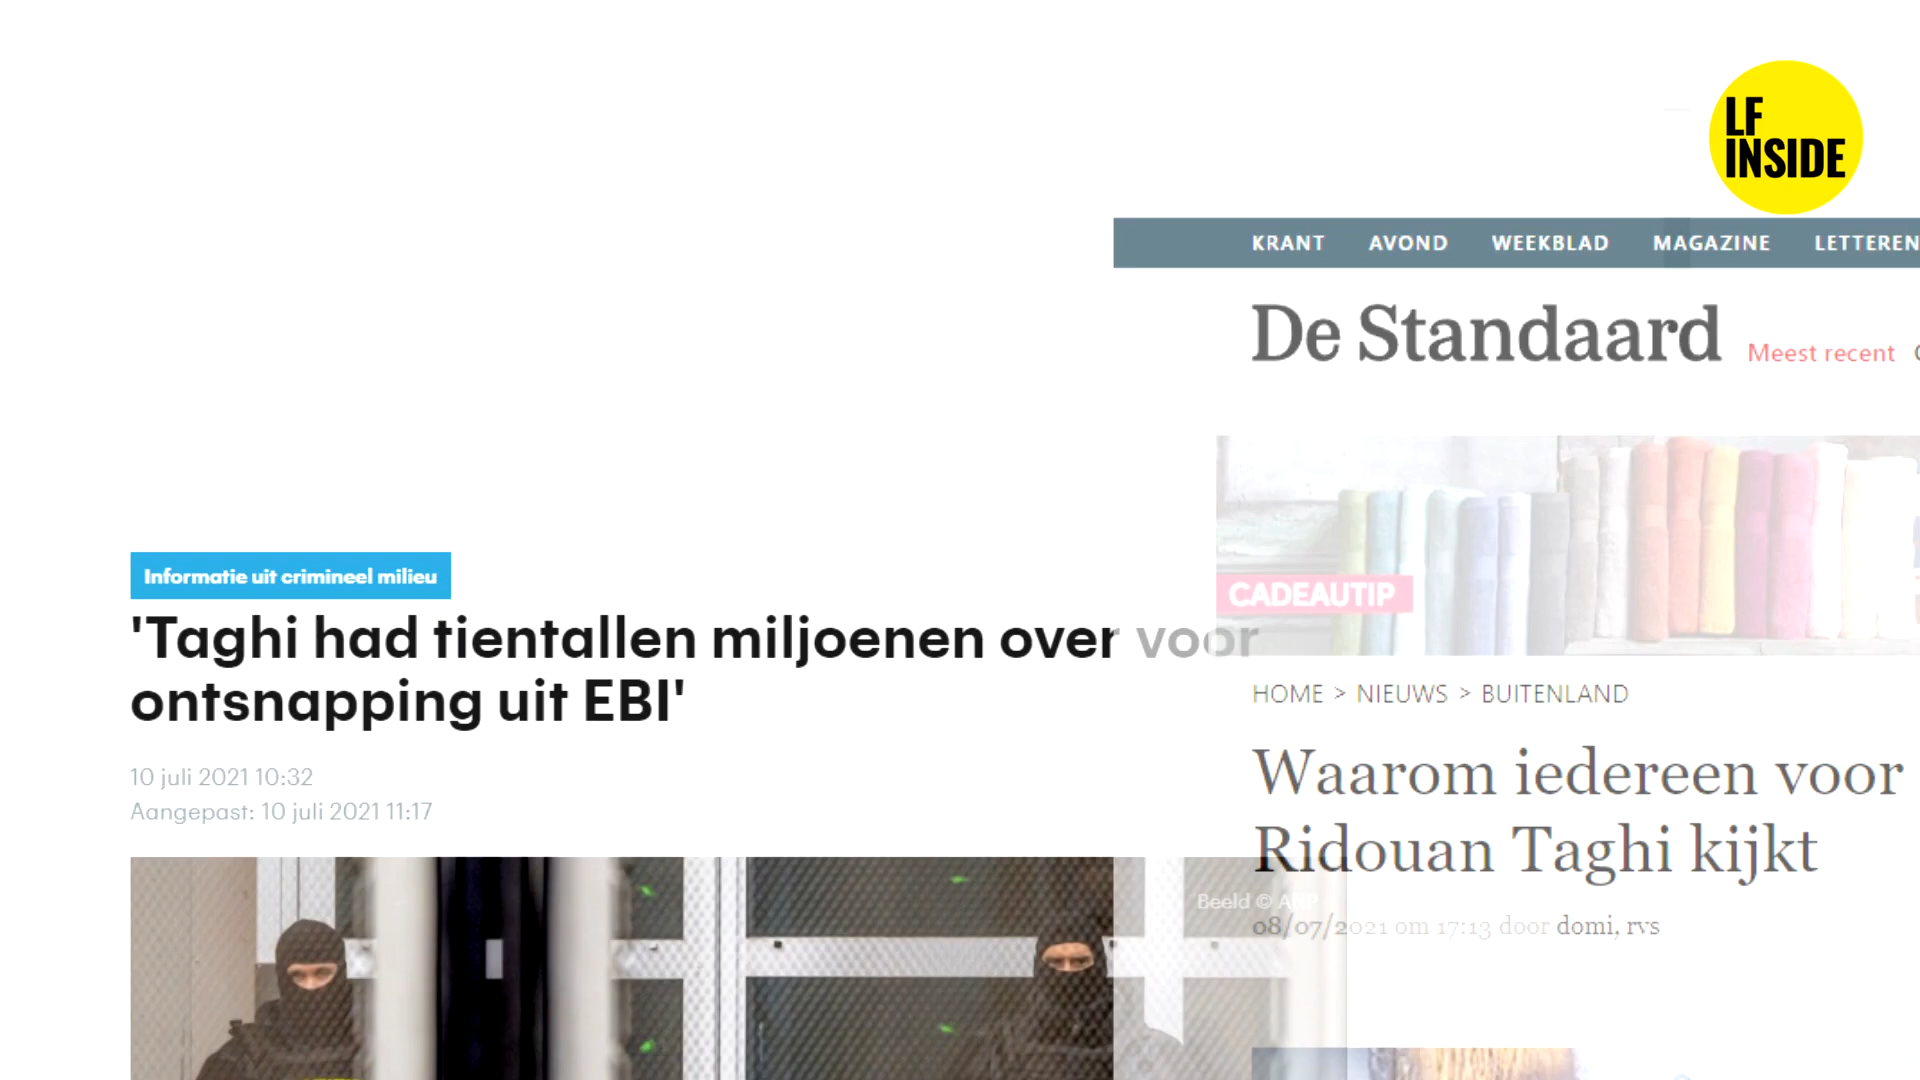 LF
INSIDE
KRANT AVOND WEEKBLAD MAGAZINE LETTEREN
De Standaard Meest recent
CADEAUTIP
Informatie uit crimineel milieu
'Taghi had tientallen miljoenen over voor
ontsnapping uit EBI'
10 juli 2021 10:32
Aangepast: 10 juli 2021 11:17
Beeld © ANP
HOME > NIEUWS > BUITENLAND
Waarom iedereen voor
Ridouan Taghi kijkt
08/07/2021 om 17:13 door domi, rvs